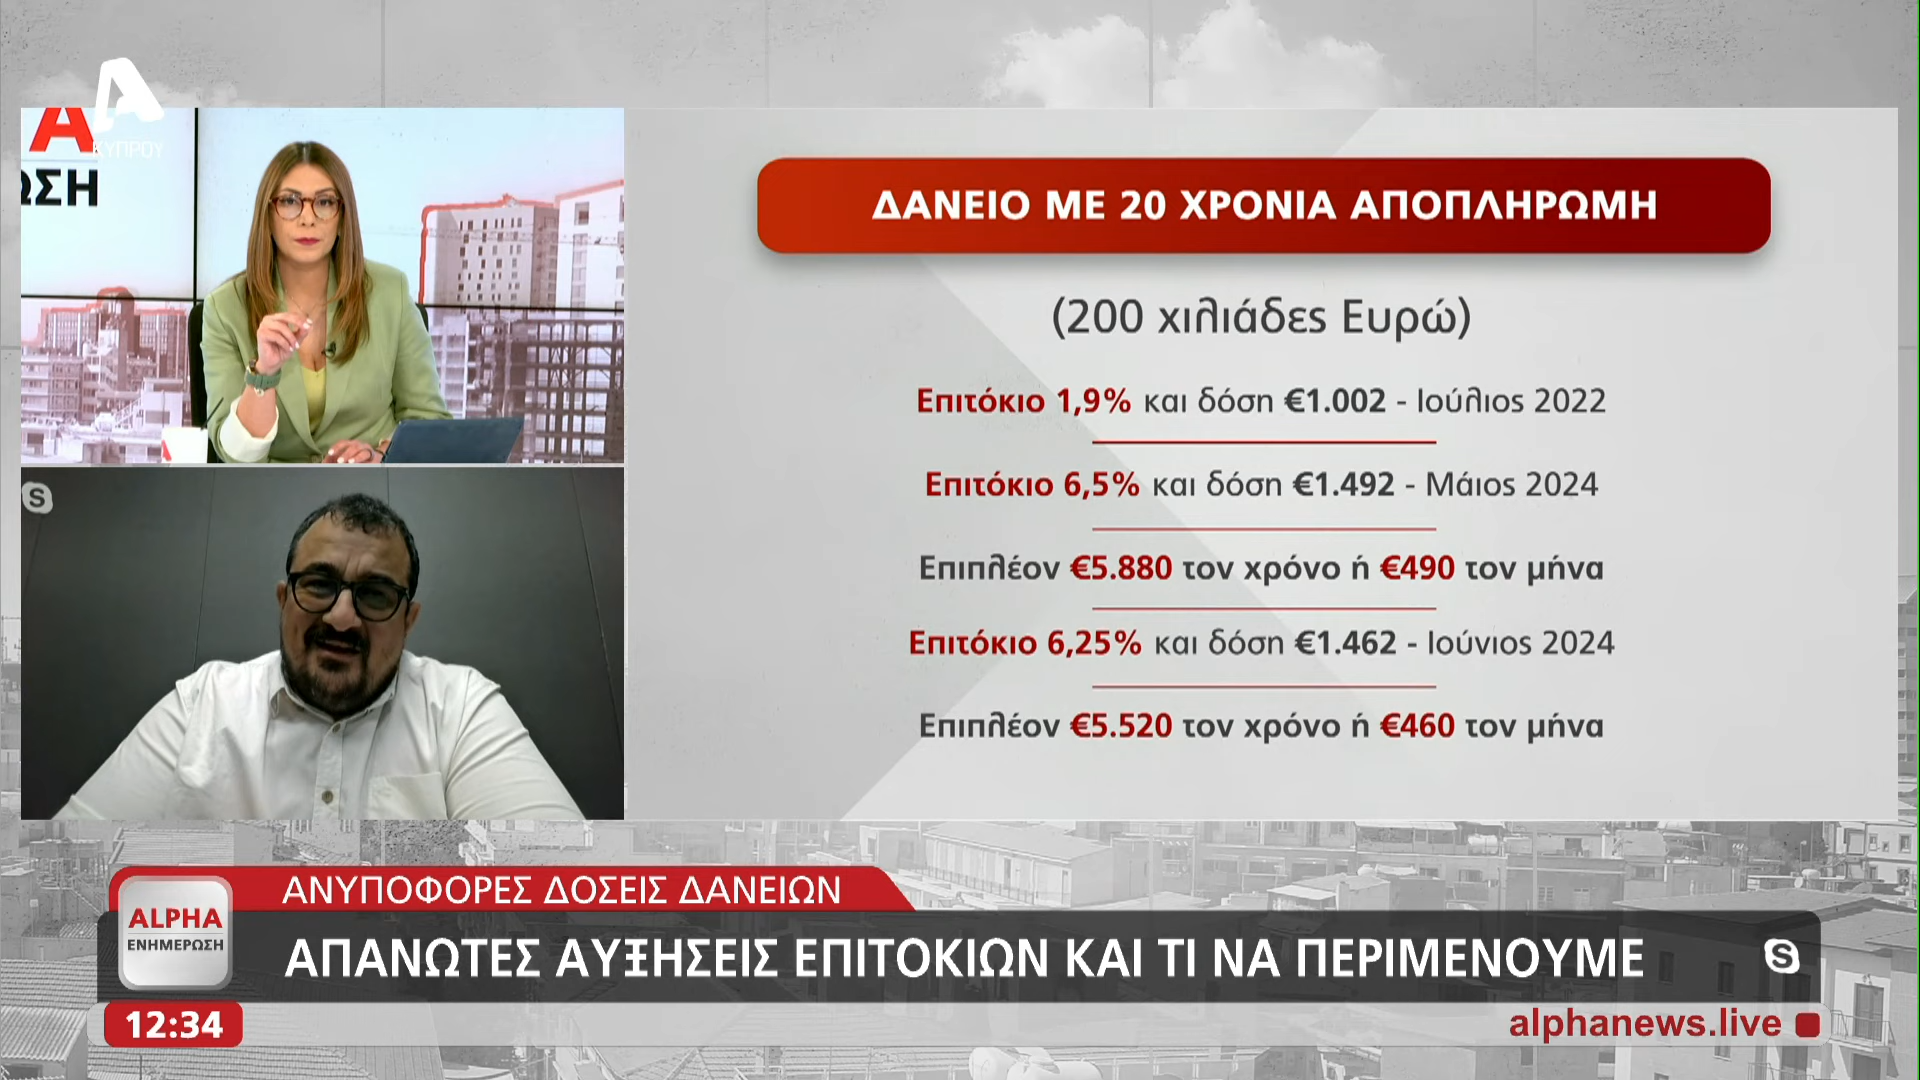 Α
ΚΥΠΡΟΥ
ΩΣΗ
S
ΔΑΝΕΙΟ ΜΕ 20 ΧΡΟΝΙΑ ΑΠΟΠΛΗΡΩΜΗ
(200 χιλιάδες Ευρώ)
Επιτόκιο 1,9% και δόση €1.002 - Ιούλιος 2022
Επιτόκιο 6,5% και δόση €1.492 - Μάιος 2024
Επιπλέον €5.880 τον χρόνο ή €490 τον μήνα
Επιτόκιο 6,25% και δόση €1.462 - Ιούνιος 2024
Επιπλέον €5.520 τον χρόνο ή €460 τον μήνα
ΑΝΥΠΟΦΟΡΕΣ ΔΟΣΕΙΣ ΔΑΝΕΙΩΝ
ALPHA
ΕΝΗΜΕΡΩΣΗ
ΑΠΑΝΩΤΕΣ ΑΥΞΗΣΕΙΣ ΕΠΙΤΟΚΙΩΝ ΚΑΙ ΤΙ ΝΑ ΠΕΡΙΜΕΝΟΥΜΕ
S
12:34
alphanews.live